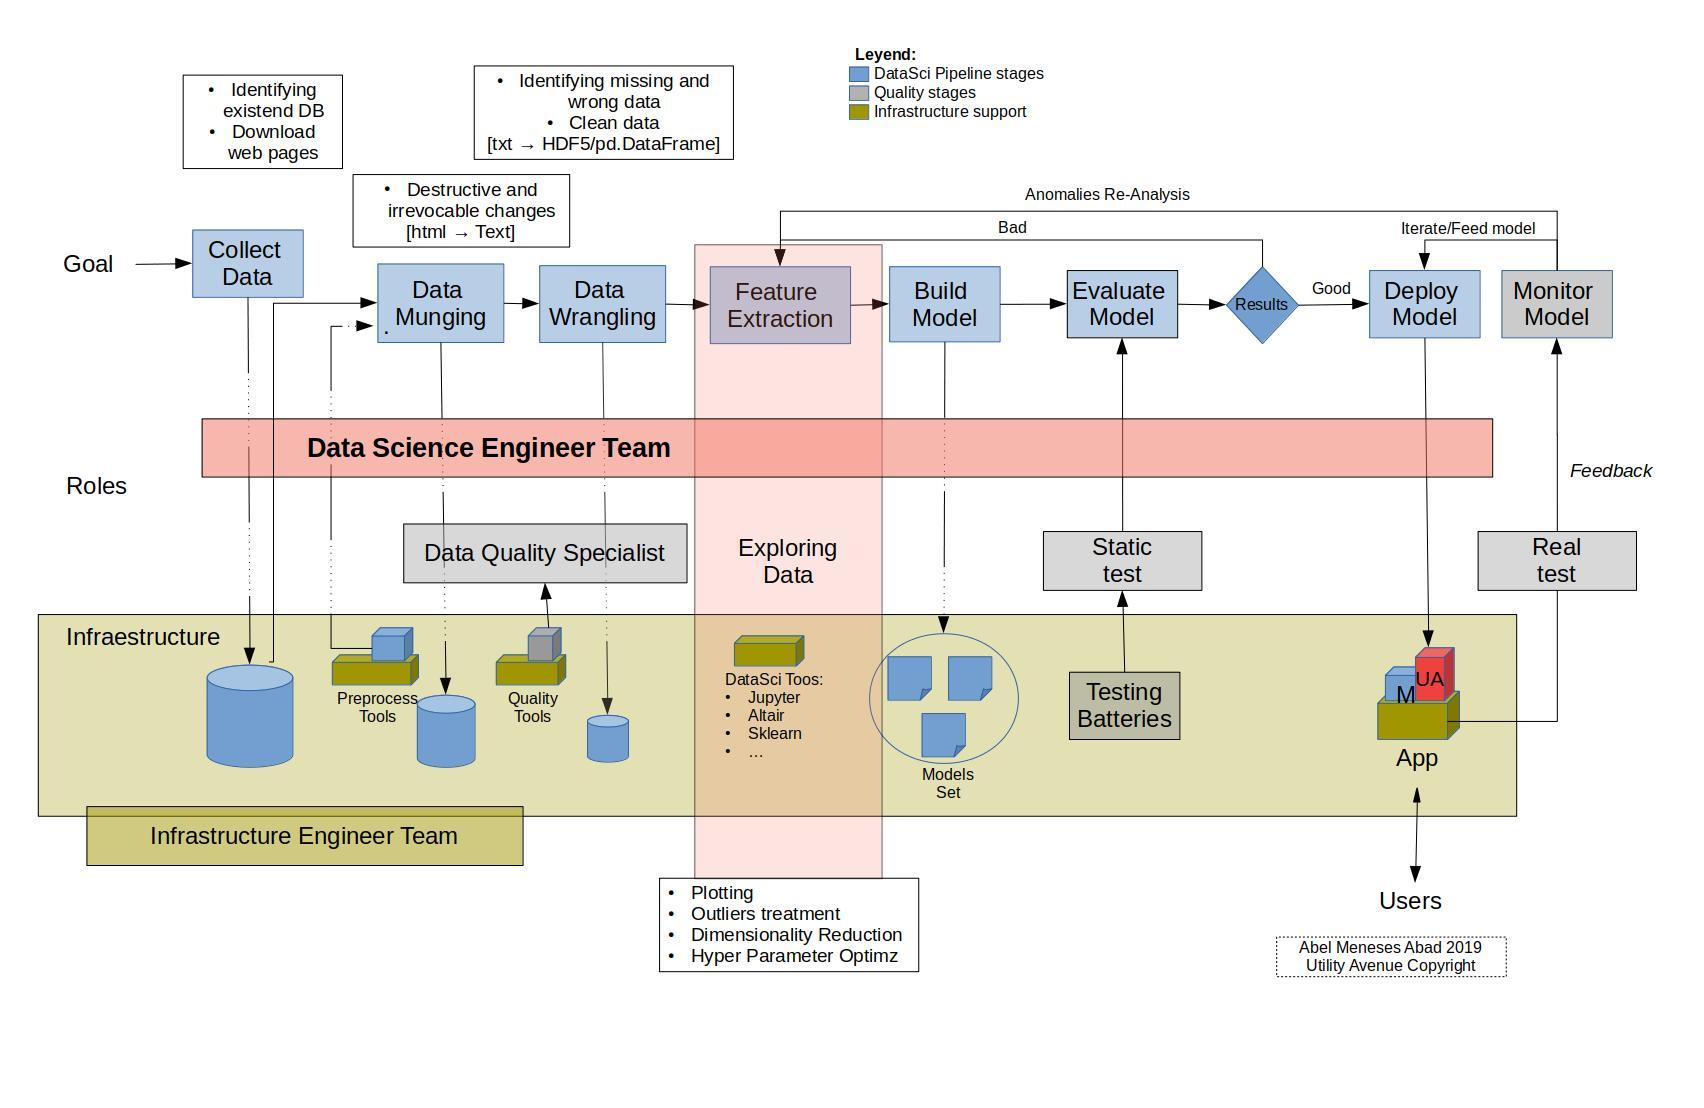 Leyend:
DataSci Pipeline stages
Quality stages
Infrastructure support
• Identifying
existend DB
• Download
web pages
• Identifying missing and
wrong data
• Clean data
[txt → HDF5/pd.DataFrame]
• Destructive and
irrevocable changes
[html → Text]
Anomalies Re-Analysis
Bad
Iterate/Feed model
Goal
Collect
Data
Data
. Munging
Data
Wrangling
Feature
Extraction
Build
Model
Evaluate
Model
Results
Good
Deploy
Model
Monitor
Model
Data Science Engineer Team
Roles
Feedback
Data Quality Specialist
Exploring
Data
Static
test
Real
test
Infraestructure
Preprocess
Tools
Quality
Tools
DataSci Toos:
• Jupyter
• Altair
• Sklearn
• ...
Models
Set
Testing
Batteries
M
UA
App
Infrastructure Engineer Team
• Plotting
• Outliers treatment
• Dimensionality Reduction
• Hyper Parameter Optimz
Users
Abel Meneses Abad 2019
Utility Avenue Copyright